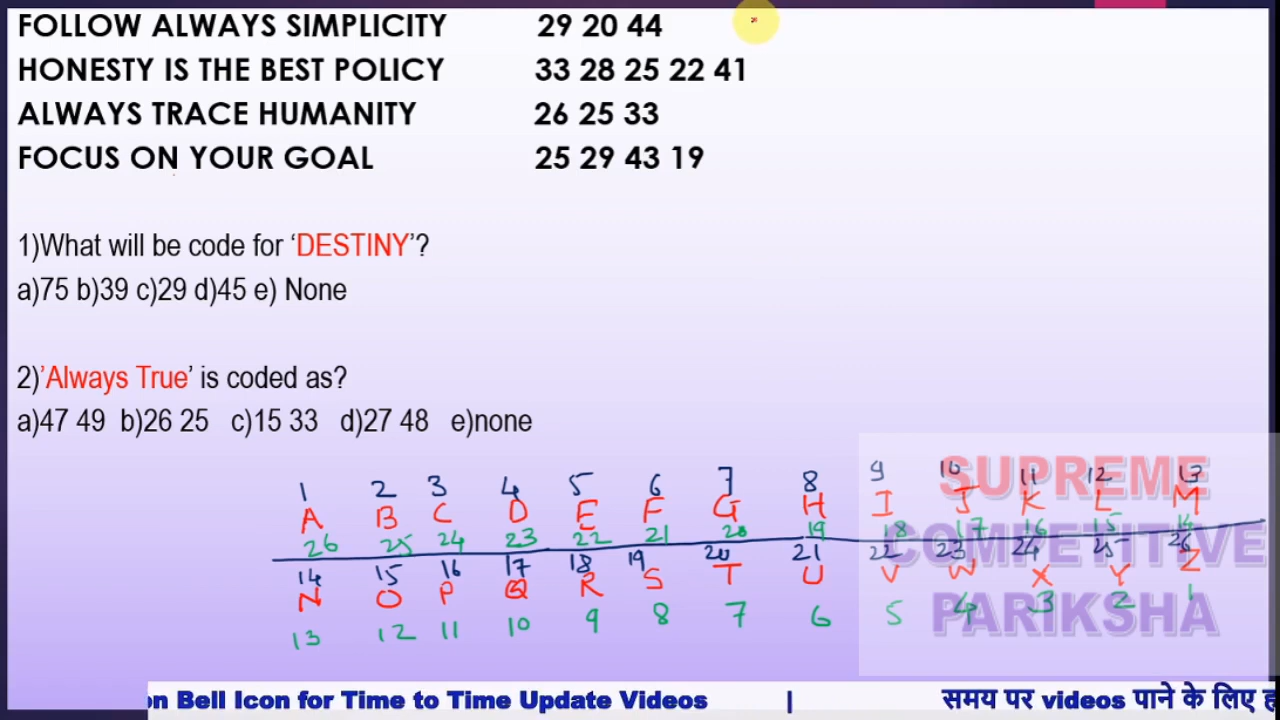 FOLLOW ALWAYS SIMPLICITY 29 20 44
HONESTY IS THE BEST POLICY 33 28 25 22 41
ALWAYS TRACE HUMANITY 26 25 33
FOCUS ON YOUR GOAL 25 29 43 19
1)What will be code for ‘DESTINY’?
a)75 b)39 c)29 d)45 e) None
2)’Always True’ is coded as?
a)47 49 b)26 25 c)15 33 d)27 48 e)none
1 2 3 4 5 6 7 8 9 10 11 12 13
A B C D E F G H I J K L M
26 25 24 23 22 21 20 19 18 17 16 15 14
14 15 16 17 18 19 20 21 22 23 24 25 26
N O P Q R S T U V W X Y Z
13 12 11 10 9 8 7 6 5 4 3 2 1
SUPREME
COMPETITIVE
PARIKSHA
on Bell Icon for Time to Time Update Videos | समय पर videos पाने के लिए